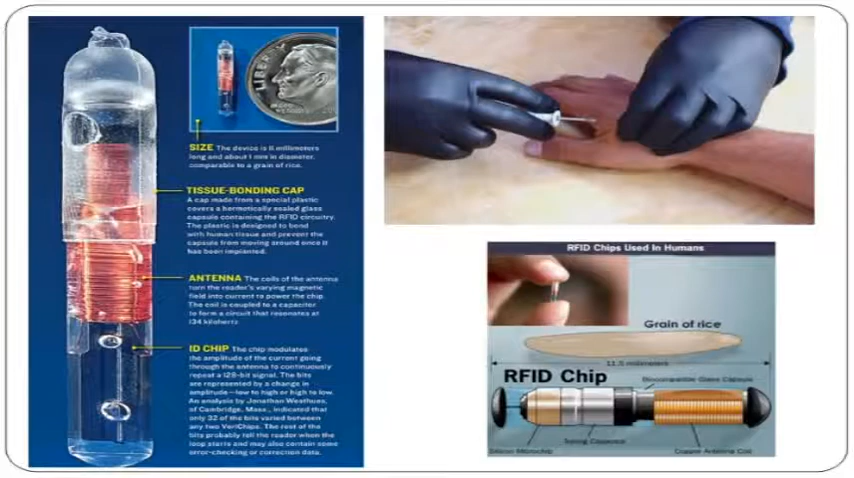 LIBERTY
SIZE The device is 11 millimeters
long and about 1 mm in diameter,
comparable to a grain of rice.
TISSUE-BONDING CAP
A cap made from a special plastic
covers a hermetically sealed glass
capsule containing the RFID circuitry.
The plastic is designed to bond
with human tissue and prevent the
capsule from moving around once it
has been implanted.
ANTENNA The coils of the antenna
turn the reader's varying magnetic
field into current to power the chip.
The coil is coupled to a capacitor
to form a circuit that resonates at
134 kilohertz.
ID CHIP The chip modulates
the amplitude of the current going
through the antenna to continuously
repeat a 128-bit signal. The bits
are represented by a change in
amplitude—low to high or high to low.
An analysis by Jonathan Westhues,
of Cambridge, Mass., indicated that
only 32 of the bits varied between
any two VeriChips. The rest of the
bits probably tell the reader when the
loop starts and may also contain some
error-checking or correction data.
RFID Chips Used In Humans
Grain of rice
11.5 millimeters
RFID Chip
Biocompatible Glass Capsule
Tuning Capacitor
Silicon Microchip
Copper Antenna Coil